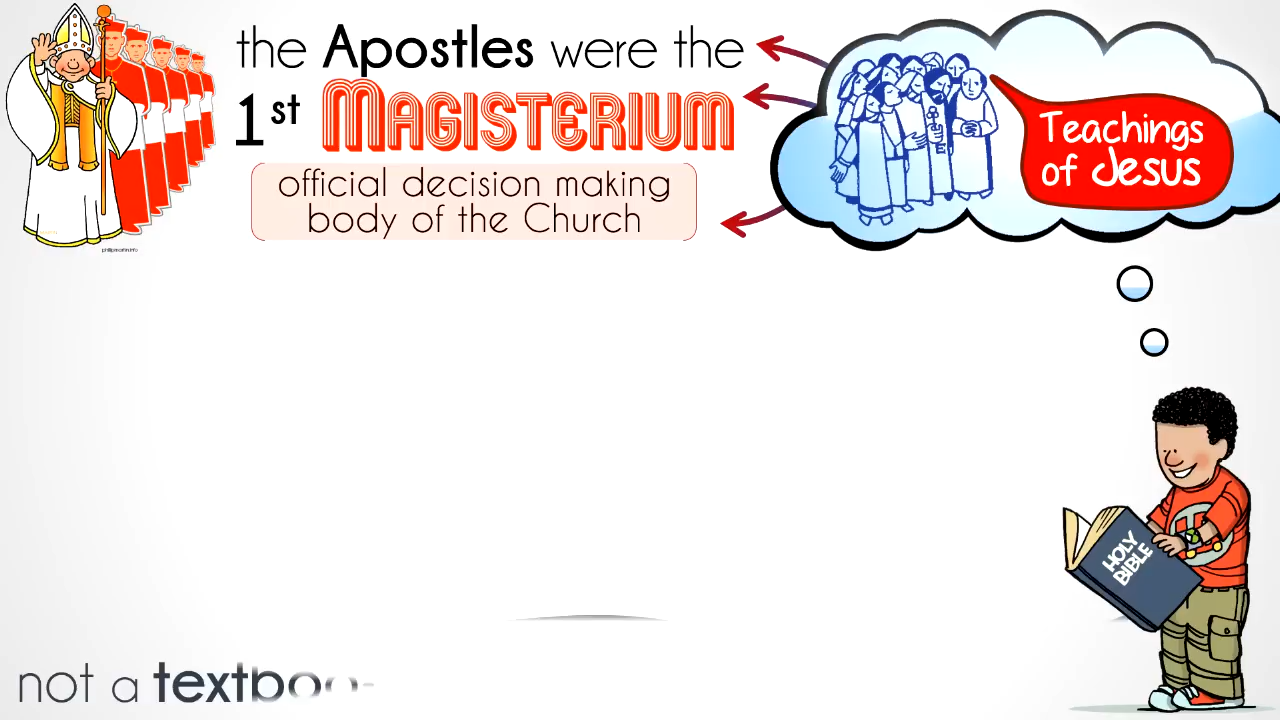 the Apostles were the
1st MAGISTERIUM
official decision making
body of the Church
Teachings
of Jesus
HOLY
BIBLE
not a